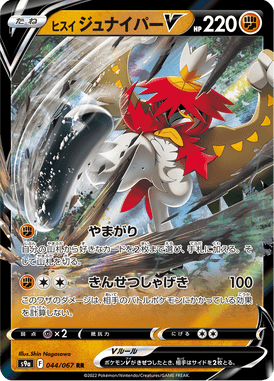 たね
ヒスイ ジュナイパーV
HP 220
やまがり
自分の山札から好きなカードを2枚まで選び、手札に加える。そ
して山札を切る。
きんせつしゃげき 100
このワザのダメージは、相手のバトルポケモンにかかっている効果
を計算しない。
弱点 ×2 抵抗力 にげる
Vルール
ポケモンVがきぜつしたとき、相手はサイドを2枚とる。
Illus. Shin Nagasawa
s9a F 044/067 RR
©2022 Pokémon/Nintendo/Creatures/GAME FREAK.